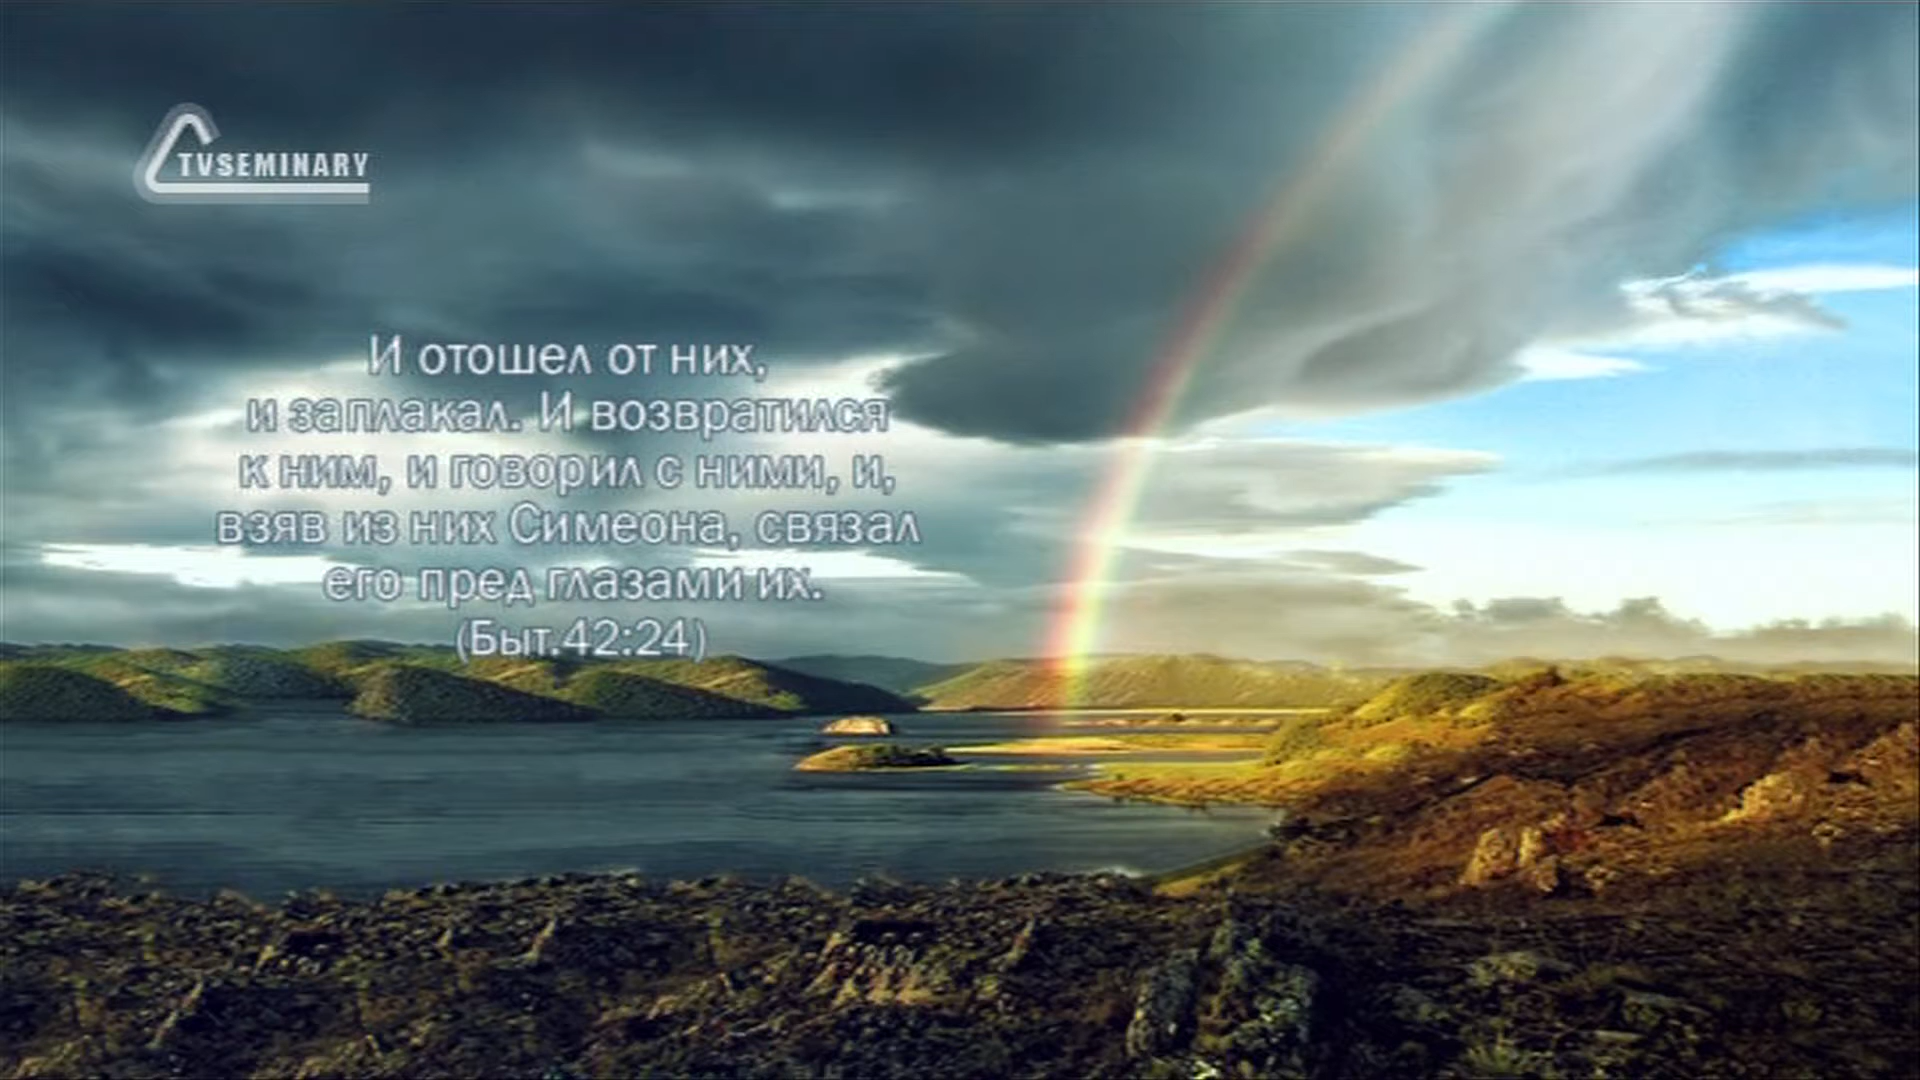 TVSEMINARY
И отошел от них,
и заплакал. И возвратился
к ним, и говорил с ними, и,
взяв из них Симеона, связал
его пред глазами их.
(Быт.42:24)